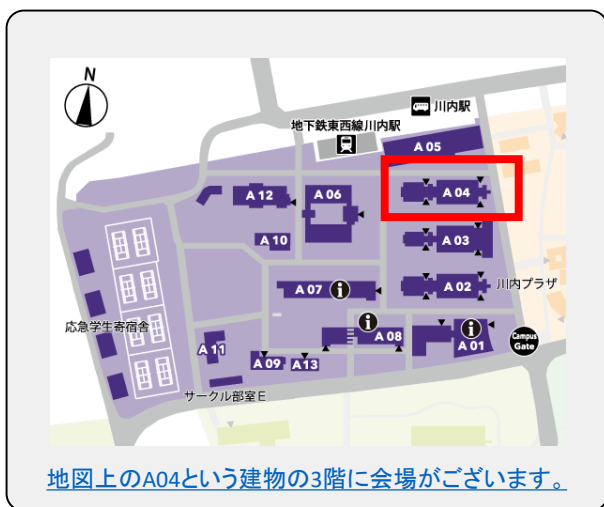 N
川内駅
地下鉄東西線川内駅
A 05
A 12
A 06
A 04
A 10
A 03
A 07
A 02
川内プラザ
応急学生寄宿舎
A 08
A 01
Campus
Gate
A 11
A 09
A 13
サークル部室E
地図上のA04という建物の3階に会場がございます。